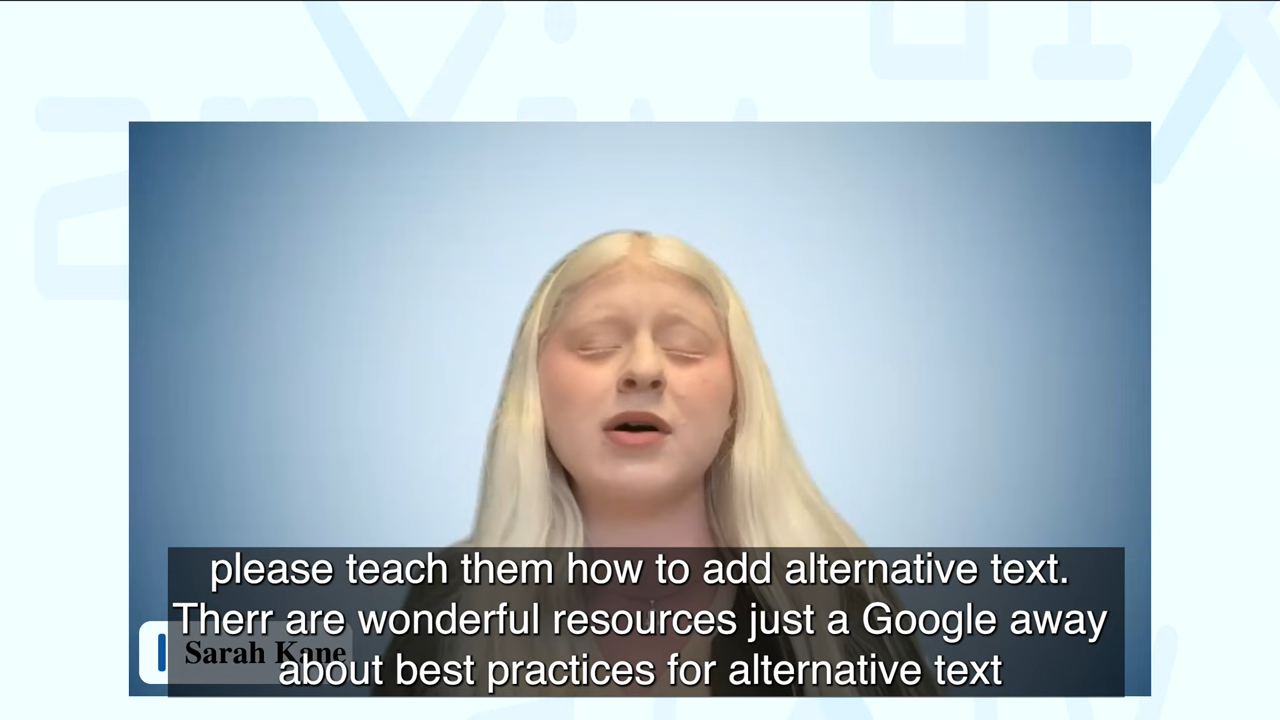 please teach them how to add alternative text.
Therr are wonderful resources just a Google away
about best practices for alternative text
Sarah Kane